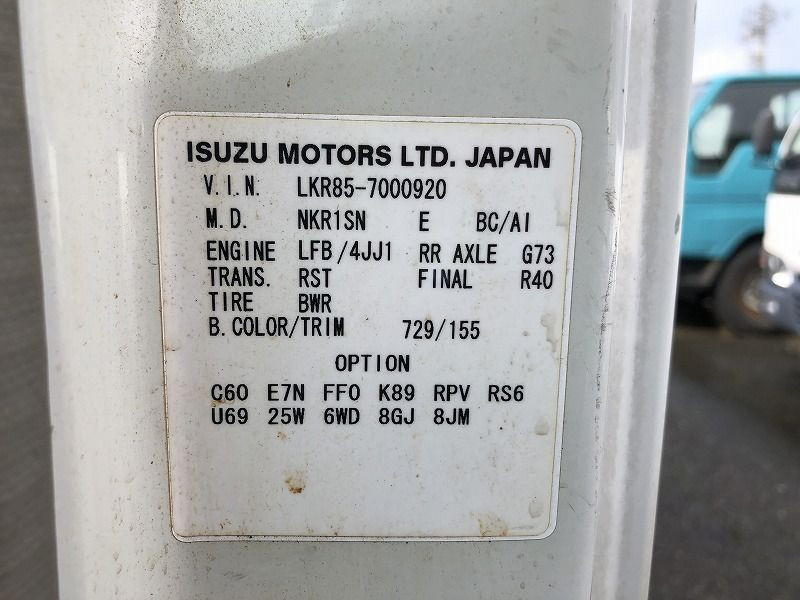 ISUZU MOTORS LTD. JAPAN
V.I.N. LKR85-7000920
M.D. NKR1SN E BC/AI
ENGINE LFB/4JJ1 RR AXLE G73
TRANS. RST FINAL R40
TIRE BWR
B.COLOR/TRIM 729/155
OPTION
C60 E7N FF0 K89 RPV RS6
U69 25W 6WD 8GJ 8JM